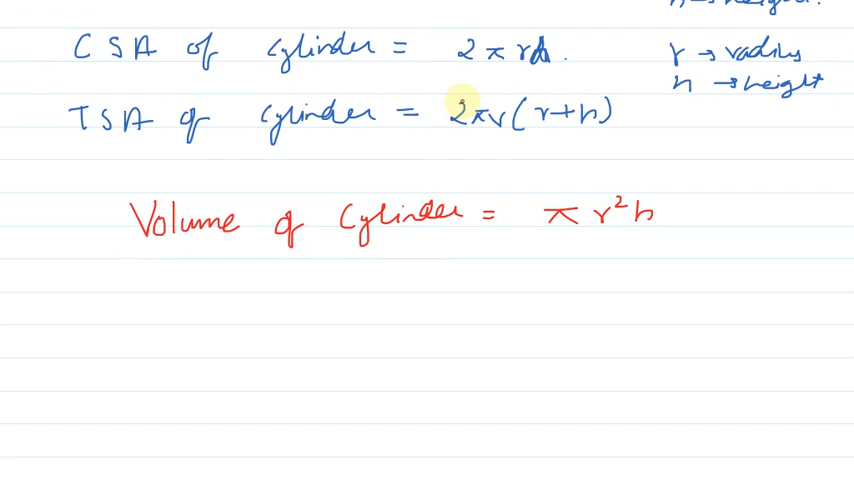 CSA of cylinder = 2πrh.
r → radius
h → height
TSA of cylinder = 2πr(r+h)
Volume of Cylinder = πr²h